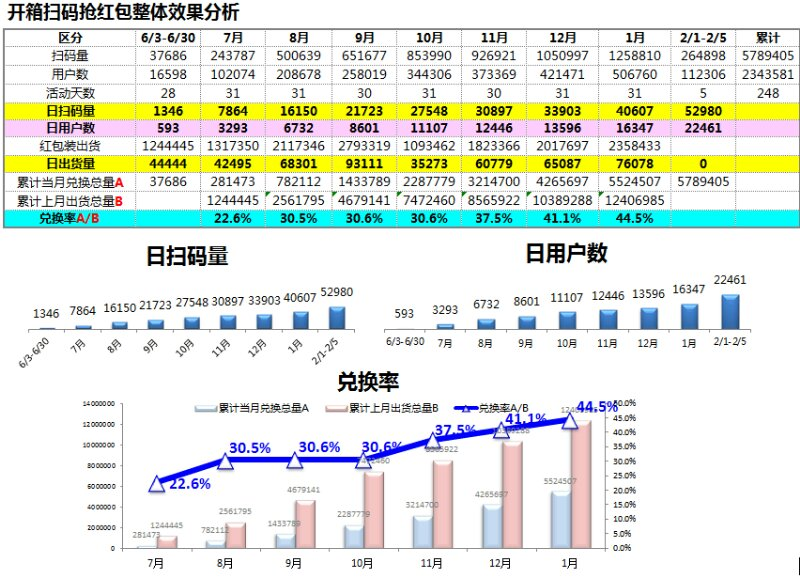 开箱扫码抢红包整体效果分析
区分 6/3-6/30 7月 8月 9月 10月 11月 12月 1月 2/1-2/5 累计
扫码量 37686 243787 500639 651677 853990 926921 1050997 1258810 264898 5789405
用户数 16598 102074 208678 258019 344306 373369 421471 506760 112306 2343581
活动天数 28 31 31 30 31 30 31 31 5 248
日扫码量 1346 7864 16150 21723 27548 30897 33903 40607 52980
日用户数 593 3293 6732 8601 11107 12446 13596 16347 22461
红包装出货 1244445 1317350 2117346 2793319 1093462 1823366 2017697 2358433
日出货量 44444 42495 68301 93111 35273 60779 65087 76078 0
累计当月兑换总量A 37686 281473 782112 1433789 2287779 3214700 4265697 5524507 5789405
累计上月出货总量B 1244445 2561795 4679141 7472460 8565922 10389288 12406985
兑换率A/B 22.6% 30.5% 30.6% 30.6% 37.5% 41.1% 44.5%
日扫码量
1346 7864 16150 21723 27548 30897 33903 40607 52980
6/3-6/30 7月 8月 9月 10月 11月 12月 1月 2/1-2/5
日用户数
593 3293 6732 8601 11107 12446 13596 16347 22461
6/3-6/30 7月 8月 9月 10月 11月 12月 1月 2/1-2/5
兑换率
累计当月兑换总量A 累计上月出货总量B 兑换率A/B
14000000
12000000
10000000
8000000
6000000
4000000
2000000
0
50.0%
45.0%
40.0%
35.0%
30.0%
25.0%
20.0%
15.0%
10.0%
5.0%
0.0%
22.6% 30.5% 30.6% 30.6% 37.5% 41.1% 44.5%
1244445 2561795 4679141
281473 782112 1433789 2287779 3214700 4265697 5524507
7月 8月 9月 10月 11月 12月 1月